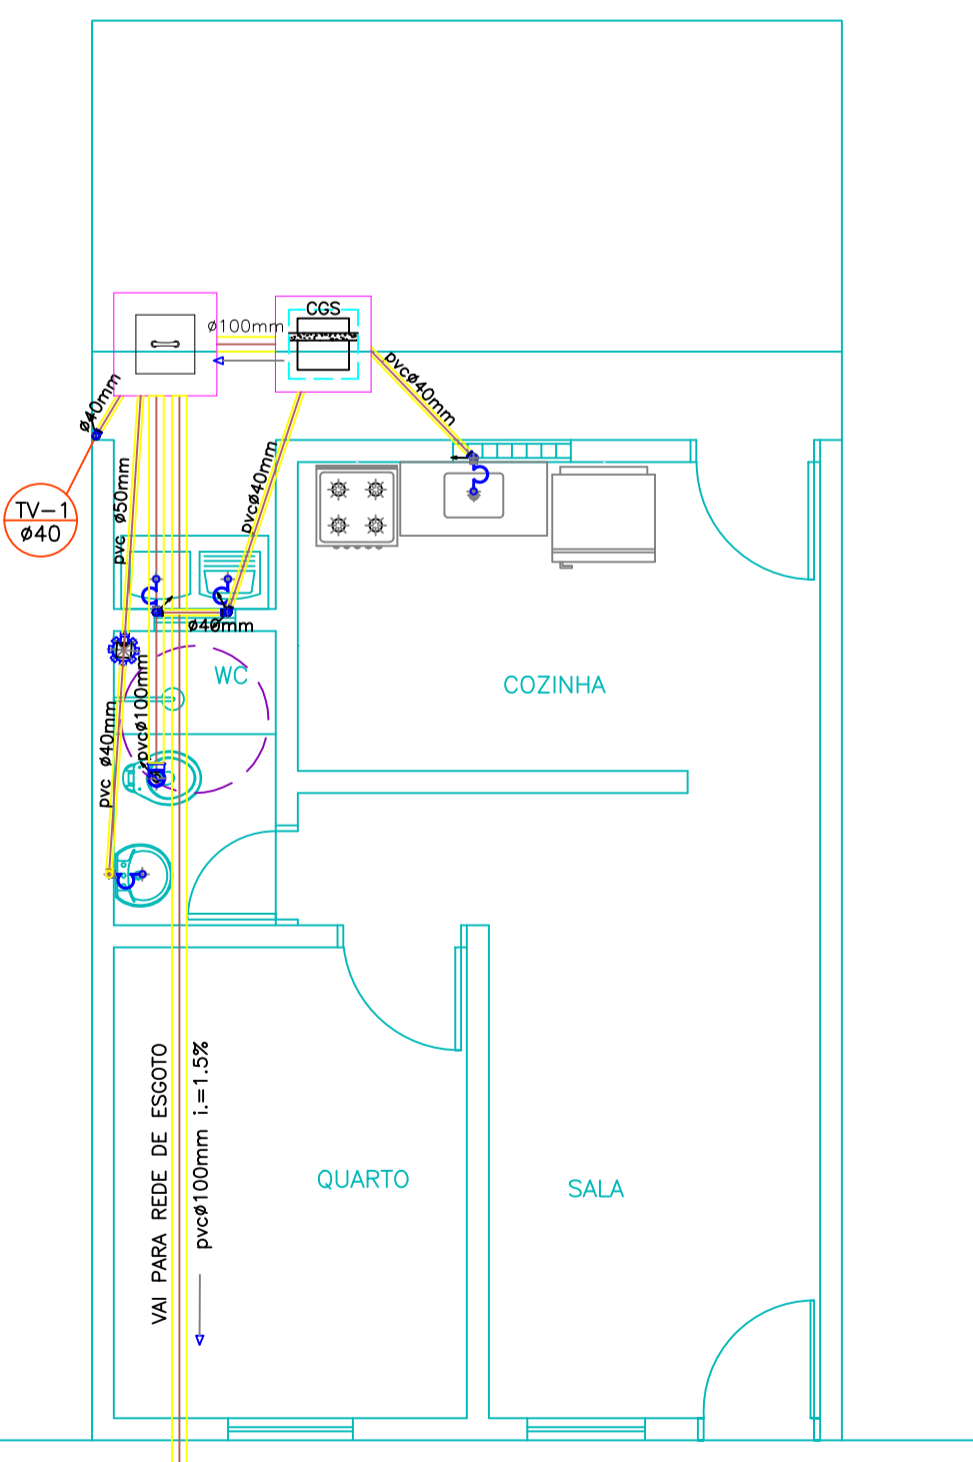 CGS
ø100mm
pvcø40mm
ø40mm
pvc ø50mm
pvcø40mm
TV-1
ø40
ø40mm
WC
pvcø100mm
COZINHA
pvc ø40mm
VAI PARA REDE DE ESGOTO
pvcø100mm i.=1.5%
QUARTO
SALA